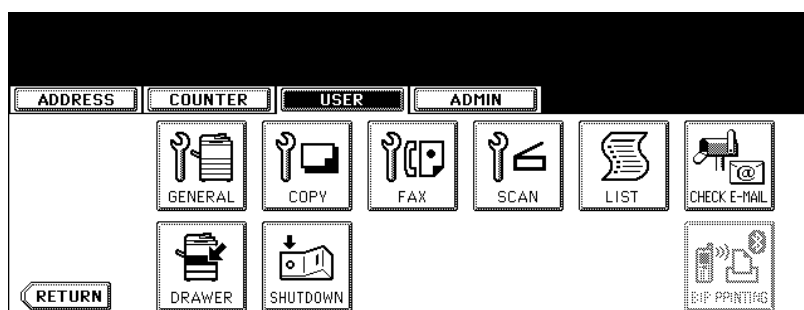 ADDRESS COUNTER USER ADMIN
GENERAL COPY FAX SCAN LIST CHECK E-MAIL
@
RETURN DRAWER SHUTDOWN BIP PRINTING